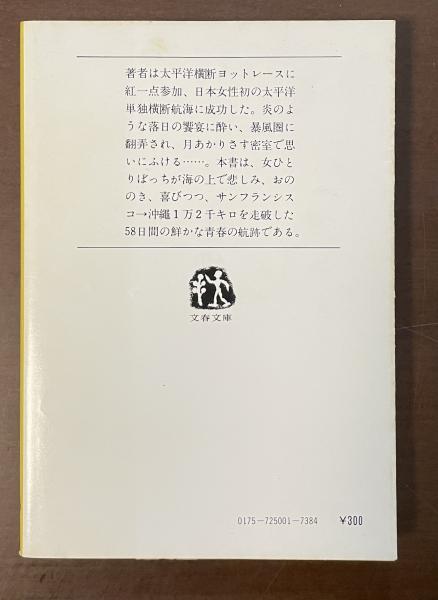 著者は太平洋横断ヨットレースに
紅一点参加、日本女性初の太平洋
単独横断航海に成功した。炎のよ
うな落日の饗宴に酔い、暴風圏に
翻弄され、月あかりさす密室で思
いにふける……。本書は、女ひと
りぼっちが海の上で悲しみ、おの
のき、喜びつつ、サンフランシス
コ→沖縄1万2千キロを走破した
58日間の鮮かな青春の航跡である。
文春文庫
0175-725001-7384 ¥300